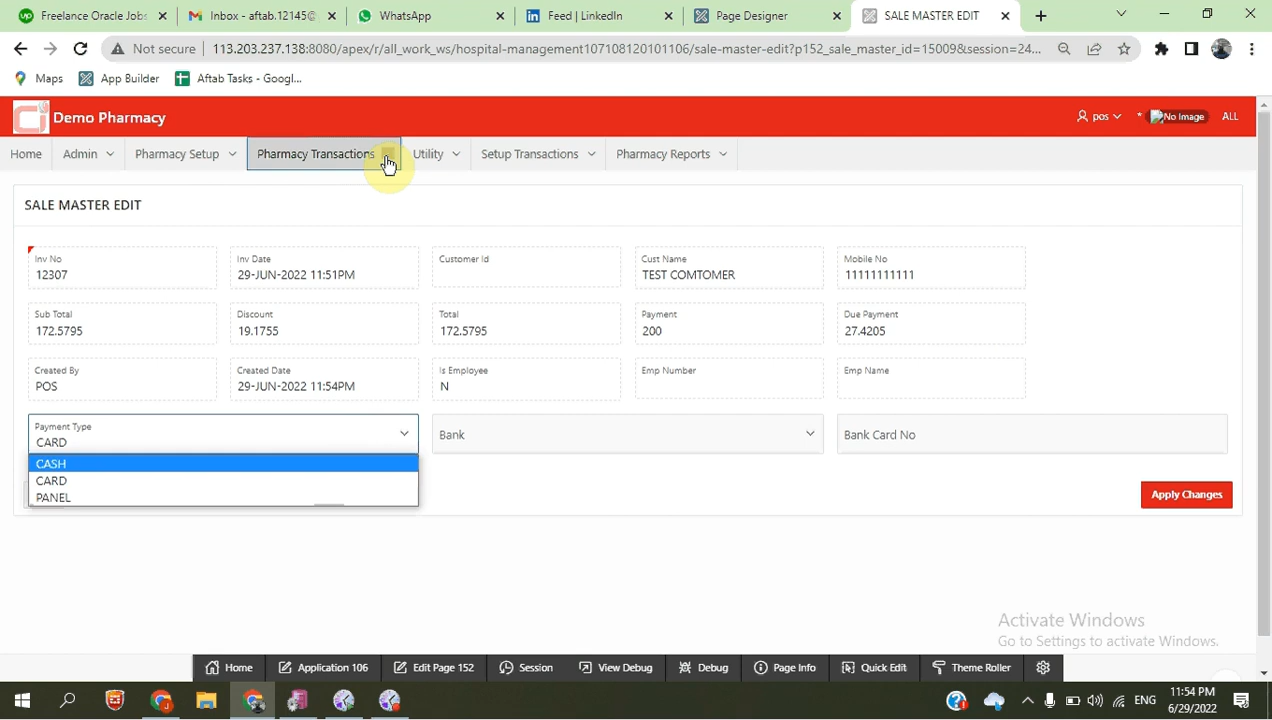 Freelance Oracle Jobs
Inbox - aftab.12145@
WhatsApp
Feed | LinkedIn
Page Designer
SALE MASTER EDIT
Not secure
113.203.237.138:8080/apex/r/all_work_ws/hospital-management107108120101106/sale-master-edit?p152_sale_master_id=15009&session=24...
Maps
App Builder
Aftab Tasks - Googl...
Demo Pharmacy
pos
* No Image
ALL
Home
Admin
Pharmacy Setup
Pharmacy Transactions
Utility
Setup Transactions
Pharmacy Reports
SALE MASTER EDIT
Inv No
12307
Inv Date
29-JUN-2022 11:51PM
Customer Id
Cust Name
TEST COMTOMER
Mobile No
11111111111
Sub Total
172.5795
Discount
19.1755
Total
172.5795
Payment
200
Due Payment
27.4205
Created By
POS
Created Date
29-JUN-2022 11:54PM
Is Employee
N
Emp Number
Emp Name
Payment Type
CARD
Bank
Bank Card No
CASH
CARD
PANEL
Apply Changes
Activate Windows
Go to Settings to activate Windows.
Home
Application 106
Edit Page 152
Session
View Debug
Debug
Page Info
Quick Edit
Theme Roller
ENG
11:54 PM
6/29/2022